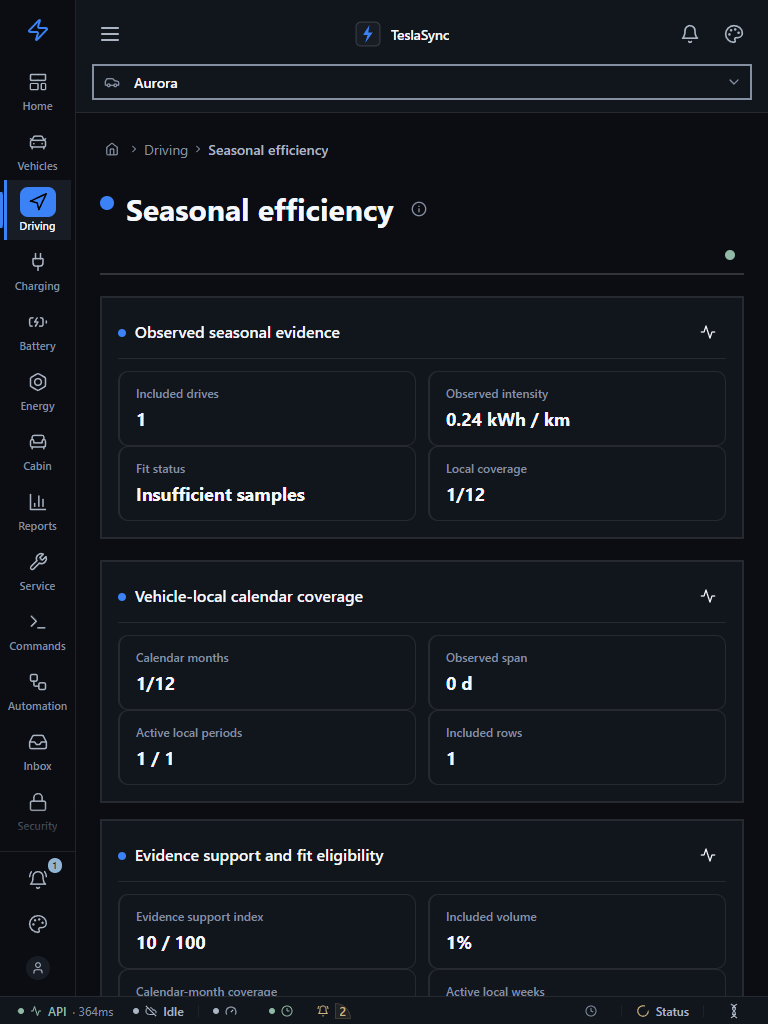 TeslaSync
Aurora
Home
Vehicles
Driving
Charging
Battery
Energy
Cabin
Reports
Service
Commands
Automation
Inbox
Security
1
Driving
Seasonal efficiency
Seasonal efficiency
Observed seasonal evidence
Included drives
1
Observed intensity
0.24 kWh / km
Fit status
Insufficient samples
Local coverage
1/12
Vehicle-local calendar coverage
Calendar months
1/12
Observed span
0 d
Active local periods
1 / 1
Included rows
1
Evidence support and fit eligibility
Evidence support index
10 / 100
Included volume
1%
Calendar-month coverage
Active local weeks
API · 364ms
Idle
2
Status